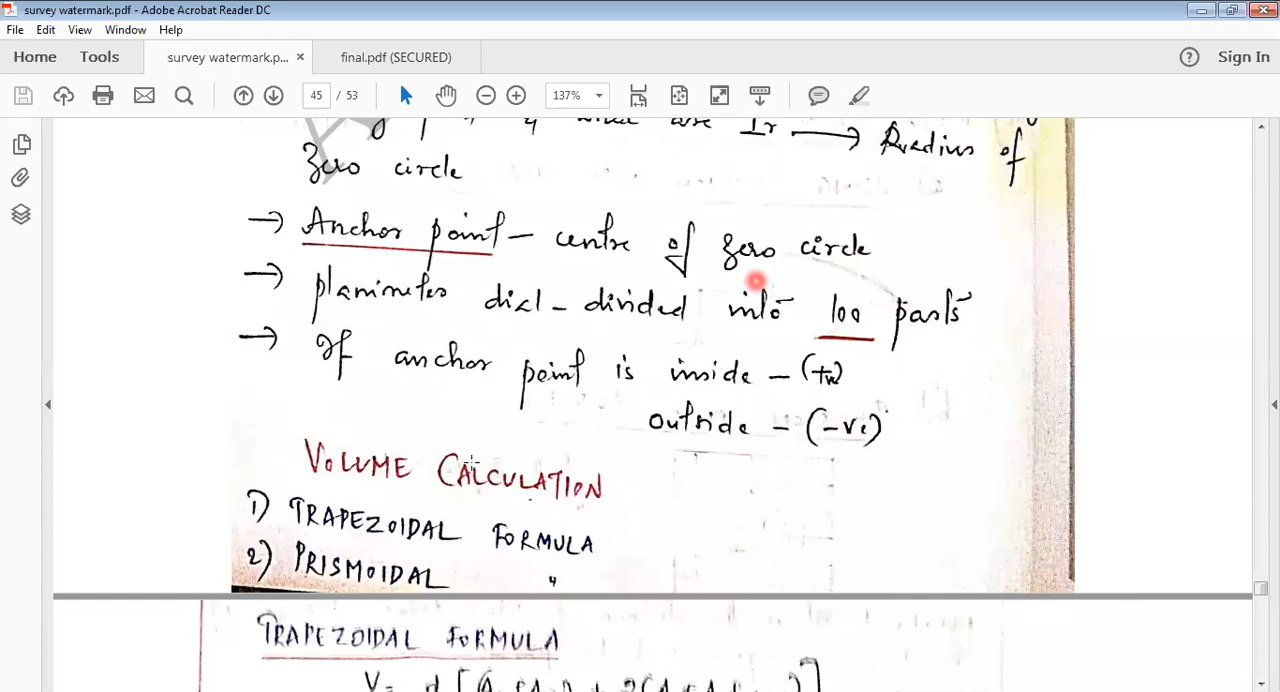 survey watermark.pdf - Adobe Acrobat Reader DC
File Edit View Window Help
Home Tools survey watermark.p... × final.pdf (SECURED) Sign In
45 / 53 137%
Radius of
Zero circle
→ Anchor point - centre of zero circle
→ planimeter dial - divided into 100 parts
→ If anchor point is inside - (+ve)
outside - (-ve)
VOLUME CALCULATION
1) TRAPEZOIDAL FORMULA
2) PRISMOIDAL "
TRAPEZOIDAL FORMULA